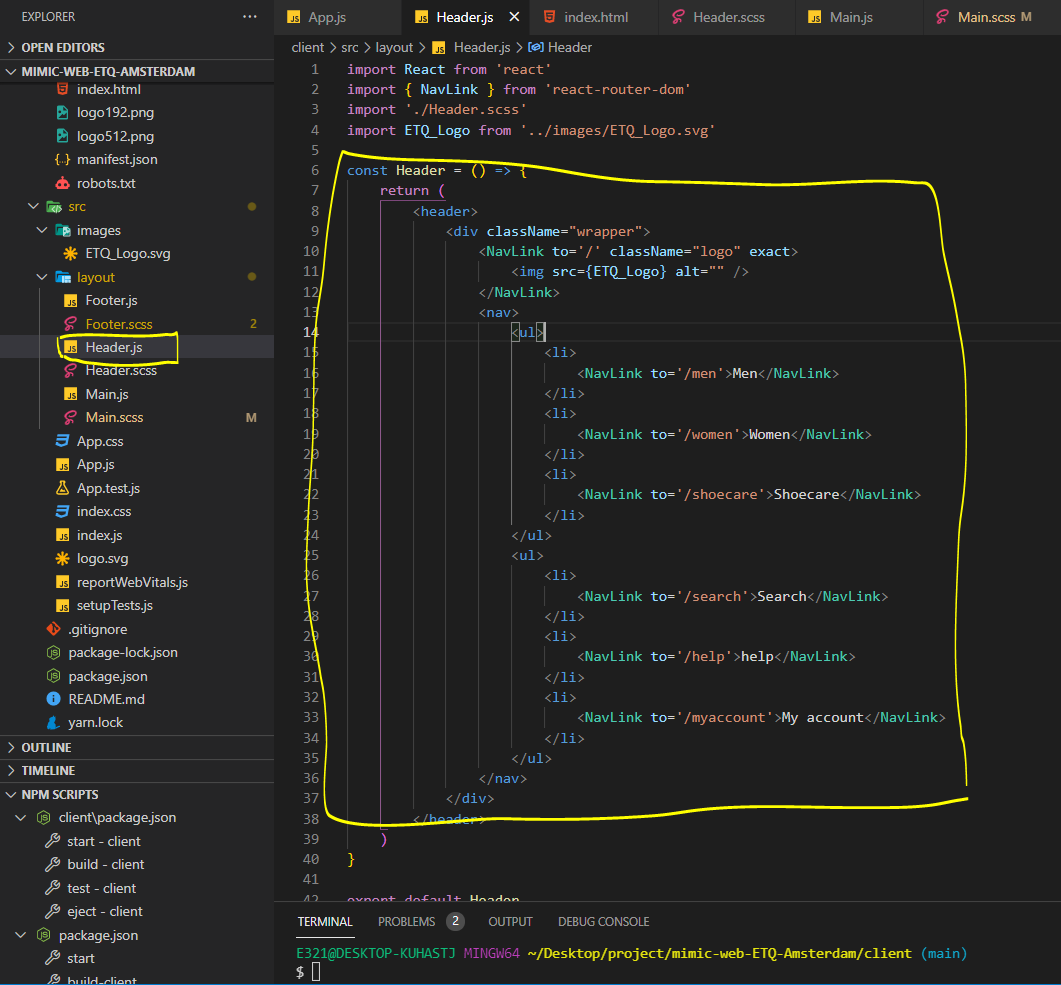 EXPLORER
···
OPEN EDITORS
MIMIC-WEB-ETQ-AMSTERDAM
index.html
logo192.png
logo512.png
manifest.json
robots.txt
src
images
ETQ_Logo.svg
layout
Footer.js
Footer.scss 2
Header.js
Header.scss
Main.js
Main.scss M
App.css
App.js
App.test.js
index.css
index.js
logo.svg
reportWebVitals.js
setupTests.js
.gitignore
package-lock.json
package.json
README.md
yarn.lock
OUTLINE
TIMELINE
NPM SCRIPTS
client\package.json
start - client
build - client
test - client
eject - client
package.json
start
build-client
App.js Header.js index.html Header.scss Main.js Main.scss M
client > src > layout > Header.js > Header
1 import React from 'react'
2 import { NavLink } from 'react-router-dom'
3 import './Header.scss'
4 import ETQ_Logo from '../images/ETQ_Logo.svg'
5
6 const Header = () => {
7 return (
8 <header>
9 <div className="wrapper">
10 <NavLink to='/' className="logo" exact>
11 <img src={ETQ_Logo} alt="" />
12 </NavLink>
13 <nav>
14 <ul>
15 <li>
16 <NavLink to='/men'>Men</NavLink>
17 </li>
18 <li>
19 <NavLink to='/women'>Women</NavLink>
20 </li>
21 <li>
22 <NavLink to='/shoecare'>Shoecare</NavLink>
23 </li>
24 </ul>
25 <ul>
26 <li>
27 <NavLink to='/search'>Search</NavLink>
28 </li>
29 <li>
30 <NavLink to='/help'>help</NavLink>
31 </li>
32 <li>
33 <NavLink to='/myaccount'>My account</NavLink>
34 </li>
35 </ul>
36 </nav>
37 </div>
38 </header>
39 )
40 }
41
42 export default Header
TERMINAL PROBLEMS 2 OUTPUT DEBUG CONSOLE
E321@DESKTOP-KUHASTJ MINGW64 ~/Desktop/project/mimic-web-ETQ-Amsterdam/client (main)
$